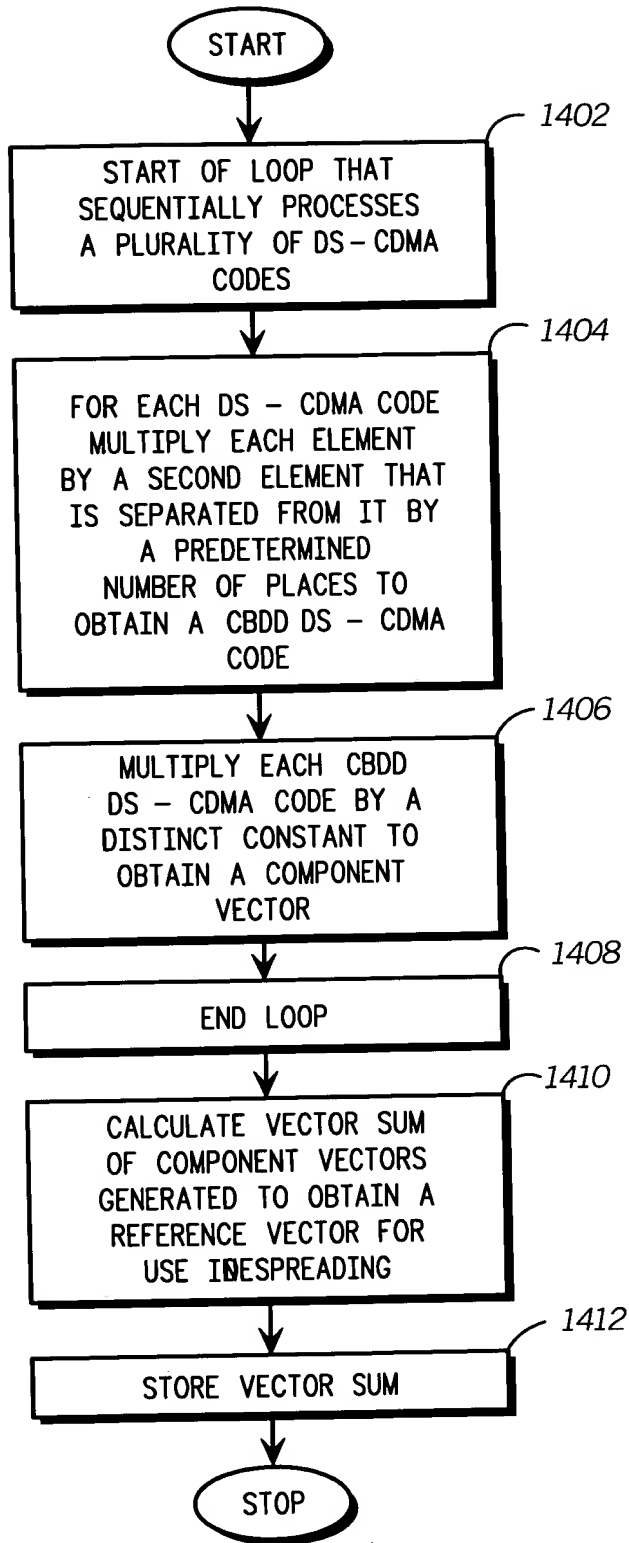 START
1402
START OF LOOP THAT
SEQUENTIALLY PROCESSES
A PLURALITY OF DS - CDMA
CODES
1404
FOR EACH DS - CDMA CODE
MULTIPLY EACH ELEMENT
BY A SECOND ELEMENT THAT
IS SEPARATED FROM IT BY
A PREDETERMINED
NUMBER OF PLACES TO
OBTAIN A CBDD DS - CDMA
CODE.
1406
MULTIPLY EACH CBDD
DS - CDMA CODE BY A
DISTINCT CONSTANT TO
OBTAIN A COMPONENT
VECTOR
1408
END LOOP
1410
CALCULATE VECTOR SUM
OF COMPONENT VECTORS
GENERATED TO OBTAIN A
REFERENCE VECTOR FOR
USE INDESPREADING
1412
STORE VECTOR SUM
STOP